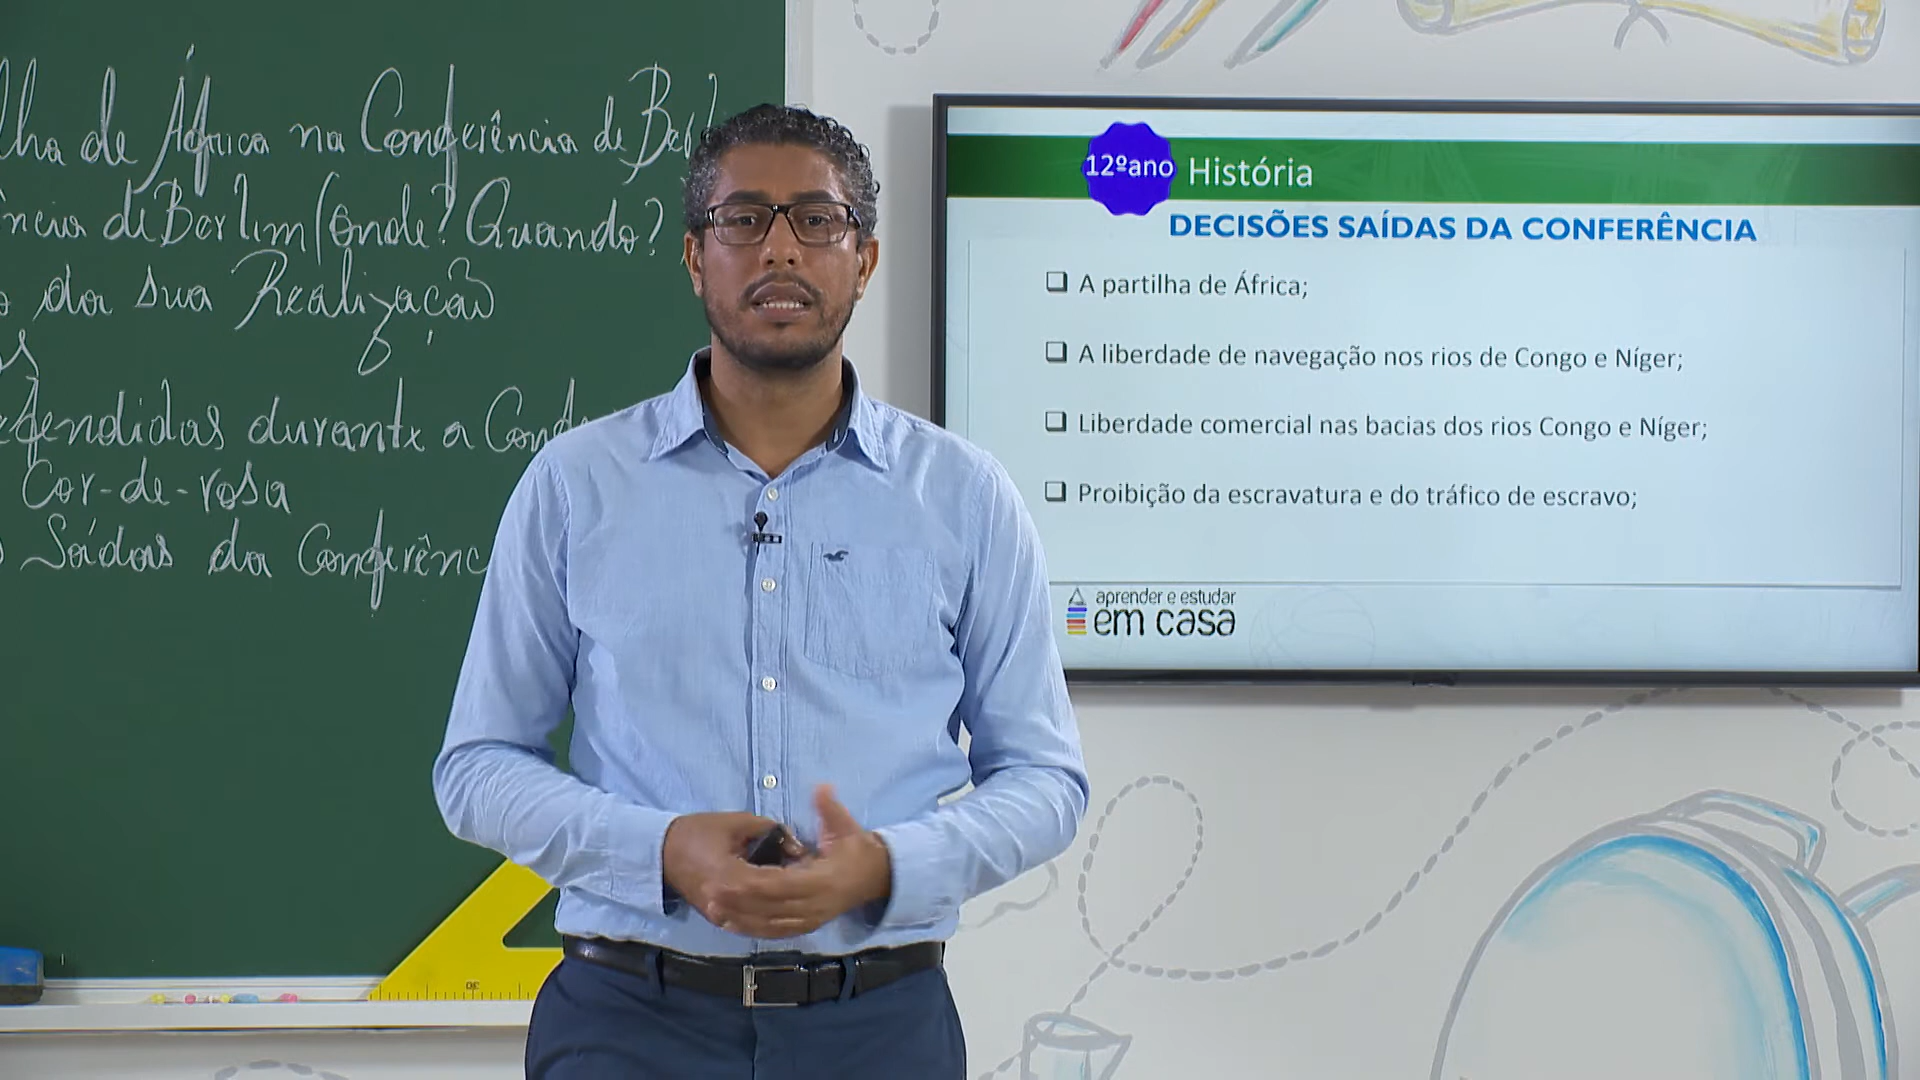 lha de África na Conferência de Berl
ncia de Berlim (Onde? Quando?
da sua Realização
efendidas durante a Conf
Cor-de-rosa
Saídas da Conferênc
12ºano História
DECISÕES SAÍDAS DA CONFERÊNCIA
A partilha de África;
A liberdade de navegação nos rios de Congo e Níger;
Liberdade comercial nas bacias dos rios Congo e Níger;
Proibição da escravatura e do tráfico de escravo;
aprender e estudar
em casa
30